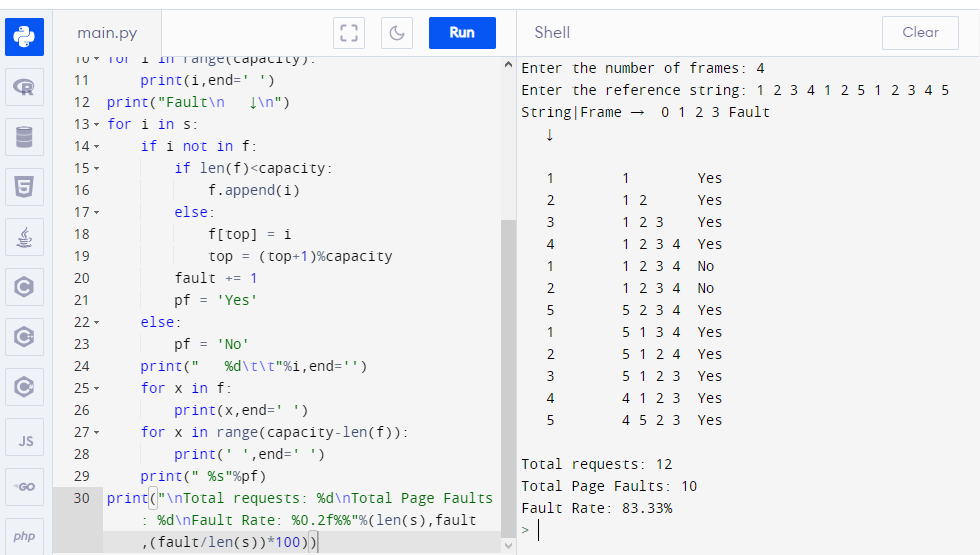 main.py
Run
Shell
Clear
10 for i in range(capacity):
11 print(i,end=' ')
12 print("Fault\n   ↓\n")
13 for i in s:
14 if i not in f:
15 if len(f)<capacity:
16 f.append(i)
17 else:
18 f[top] = i
19 top = (top+1)%capacity
20 fault += 1
21 pf = 'Yes'
22 else:
23 pf = 'No'
24 print("   %d\t\t"%i,end='')
25 for x in f:
26 print(x,end=' ')
27 for x in range(capacity-len(f)):
28 print(' ',end=' ')
29 print(" %s"%pf)
30 print("\nTotal requests: %d\nTotal Page Faults
: %d\nFault Rate: %0.2f%%"%(len(s),fault
,(fault/len(s))*100))
Enter the number of frames: 4
Enter the reference string: 1 2 3 4 1 2 5 1 2 3 4 5
String|Frame →  0 1 2 3 Fault
↓
1 1 Yes
2 1 2 Yes
3 1 2 3 Yes
4 1 2 3 4 Yes
1 1 2 3 4 No
2 1 2 3 4 No
5 5 2 3 4 Yes
1 5 1 3 4 Yes
2 5 1 2 4 Yes
3 5 1 2 3 Yes
4 4 1 2 3 Yes
5 4 5 2 3 Yes
Total requests: 12
Total Page Faults: 10
Fault Rate: 83.33%
>
R
5
C
C
C
JS
GO
php